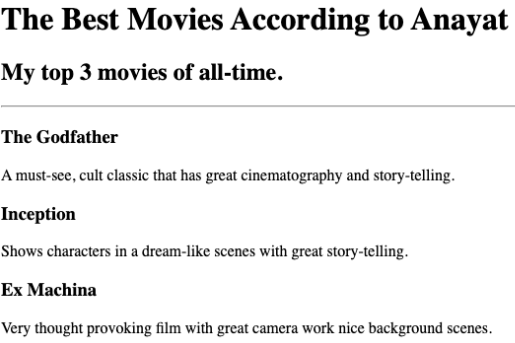 The Best Movies According to Anayat
My top 3 movies of all-time.
The Godfather
A must-see, cult classic that has great cinematography and story-telling.
Inception
Shows characters in a dream-like scenes with great story-telling.
Ex Machina
Very thought provoking film with great camera work nice background scenes.